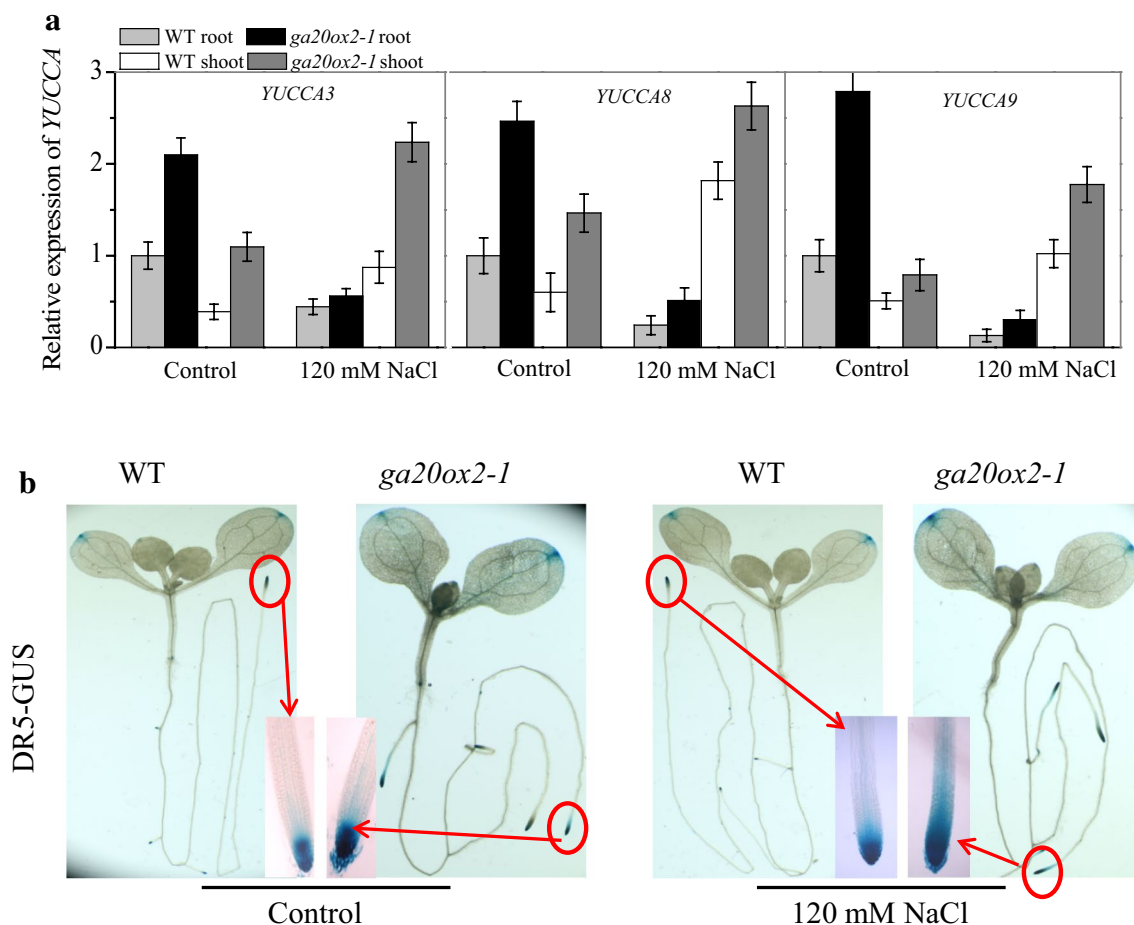 a
WT root ga20ox2-1 root
WT shoot ga20ox2-1 shoot
Relative expression of YUCCA
3
2
1
0
YUCCA3
YUCCA8
YUCCA9
Control 120 mM NaCl Control 120 mM NaCl Control 120 mM NaCl
b
WT ga20ox2-1 WT ga20ox2-1
DR5-GUS
Control 120 mM NaCl